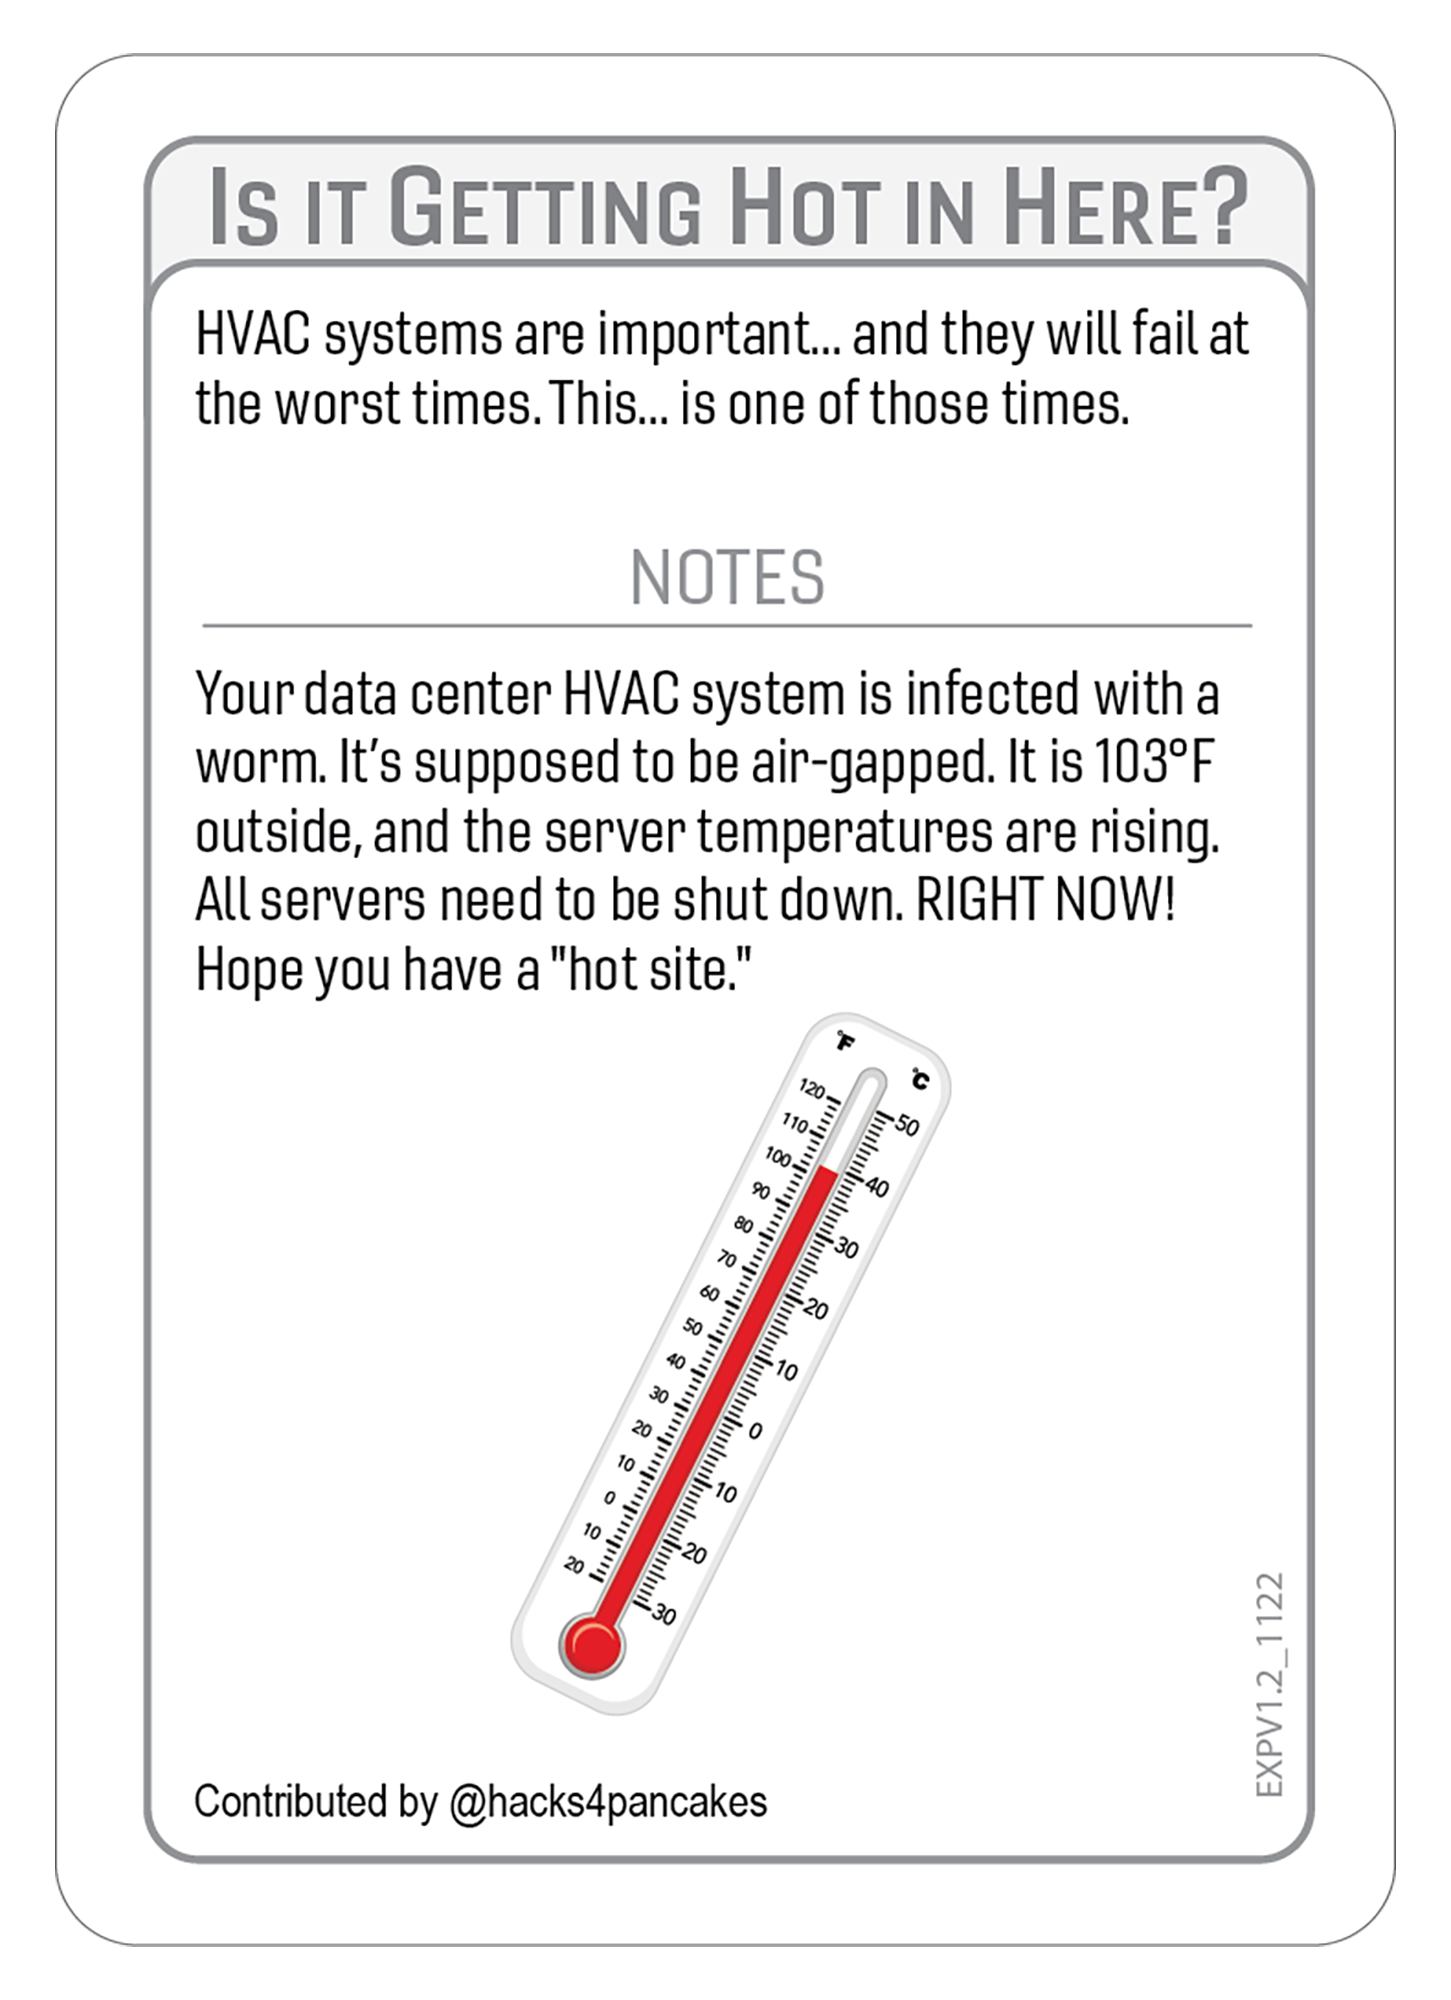 IS IT GETTING HOT IN HERE?
HVAC systems are important... and they will fail at
the worst times. This... is one of those times.
NOTES
Your data center HVAC system is infected with a
worm. It's supposed to be air-gapped. It is 103°F
outside, and the server temperatures are rising.
All servers need to be shut down. RIGHT NOW!
Hope you have a "hot site."
°F
°C
120
110
100
90
80
70
60
50
40
30
20
10
0
10
20
50
40
30
20
10
0
10
20
30
EXPV1.2_1122
Contributed by @hacks4pancakes